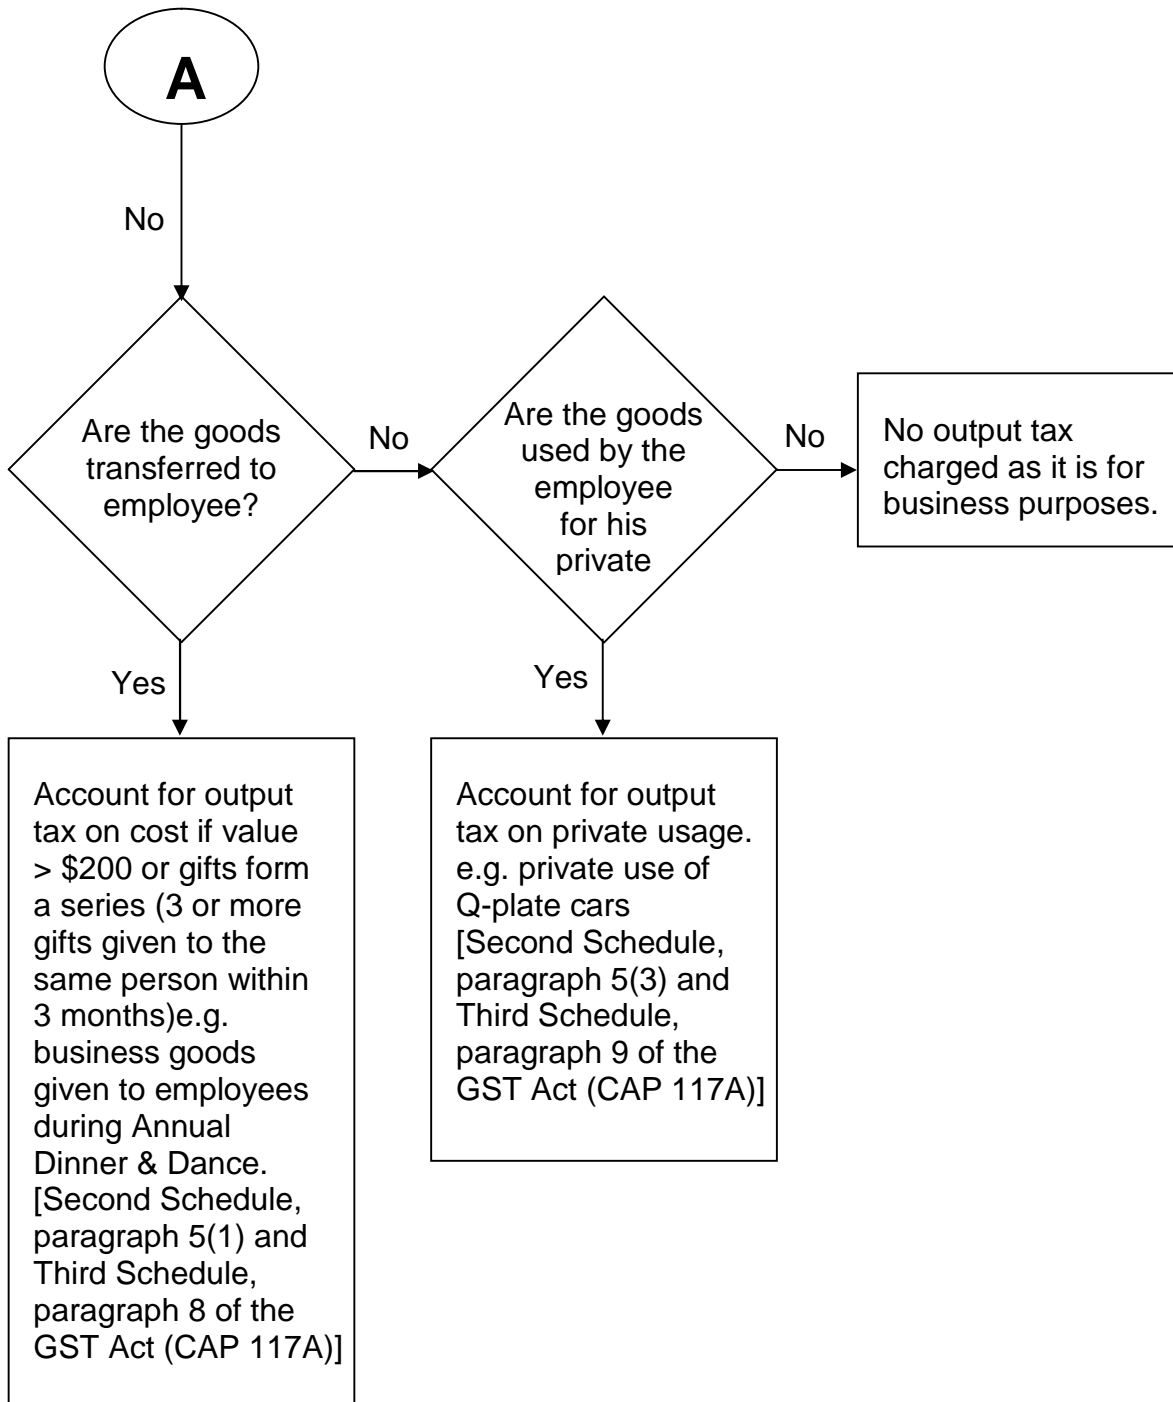 A
No
Are the goods
transferred to
employee?
No
Are the goods
used by the
employee
for his
private
No
No output tax
charged as it is for
business purposes.
Yes
Account for output
tax on cost if value
> $200 or gifts form
a series (3 or more
gifts given to the
same person within
3 months)e.g.
business goods
given to employees
during Annual
Dinner & Dance.
[Second Schedule,
paragraph 5(1) and
Third Schedule,
paragraph 8 of the
GST Act (CAP 117A)]
Yes
Account for output
tax on private usage.
e.g. private use of
Q-plate cars
[Second Schedule,
paragraph 5(3) and
Third Schedule,
paragraph 9 of the
GST Act (CAP 117A)]